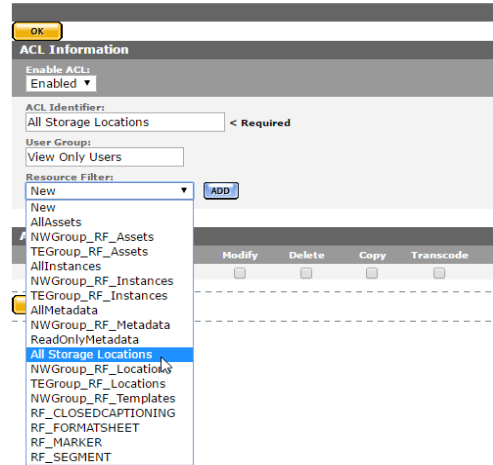 OK
ACL Information
Enable ACL:
Enabled
ACL Identifier:
All Storage Locations < Required
User Group:
View Only Users
Resource Filter:
New ADD
New
AllAssets
NWGroup_RF_Assets
TEGroup_RF_Assets
AllInstances
Modify Delete Copy Transcode
NWGroup_RF_Instances
TEGroup_RF_Instances
AllMetadata
NWGroup_RF_Metadata
ReadOnlyMetadata
All Storage Locations
NWGroup_RF_Locations
TEGroup_RF_Locations
NWGroup_RF_Templates
RF_CLOSEDCAPTIONING
RF_FORMATSHEET
RF_MARKER
RF_SEGMENT